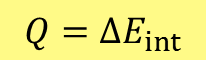 Q = ΔE_int